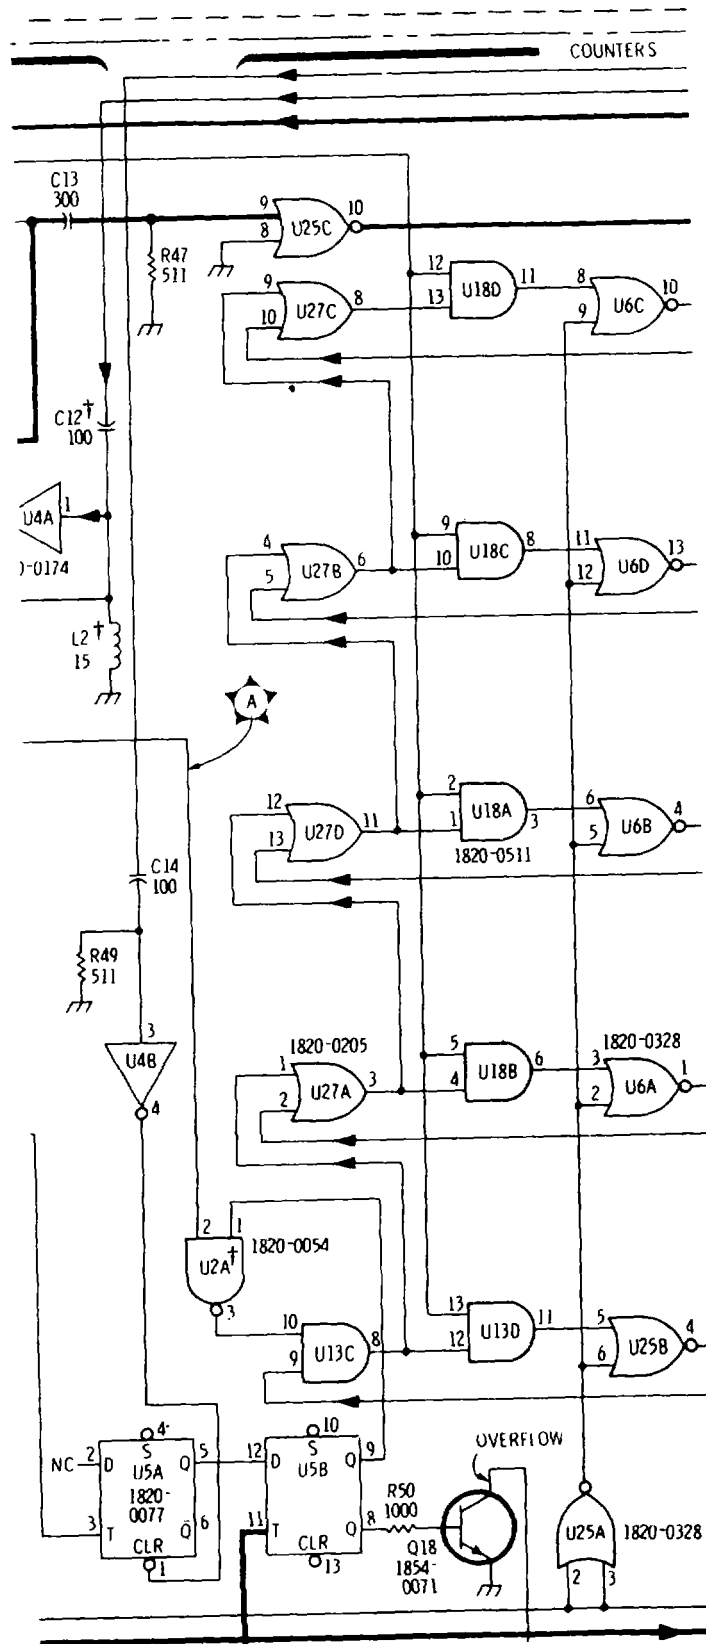 COUNTERS
C13
300
9
8
U25C
10
R47
511
9
10
U27C
8
12
13
U18D
11
8
9
U6C
10
C12†
100
U4A
1
)-0174
4
5
U27B
6
9
10
U18C
8
11
12
U6D
13
L2†
15
A
12
13
U27D
11
2
1
U18A
3
1820-0511
6
5
U6B
4
C14
100
R49
511
3
U4B
4
1820-0205
1
2
U27A
3
5
4
U18B
6
1820-0328
3
2
U6A
1
2
1
U2A†
1820-0054
3
10
9
U13C
8
13
12
U13D
11
5
6
U25B
4
NC
2
D
4
S
U5A
1820-
0077
Q
5
3
T
Q̄
6
CLR
1
12
D
10
S
U5B
Q
9
11
T
Q
8
CLR
13
R50
1000
OVERFLOW
Q18
1854-
0071
U25A
1820-0328
2
3